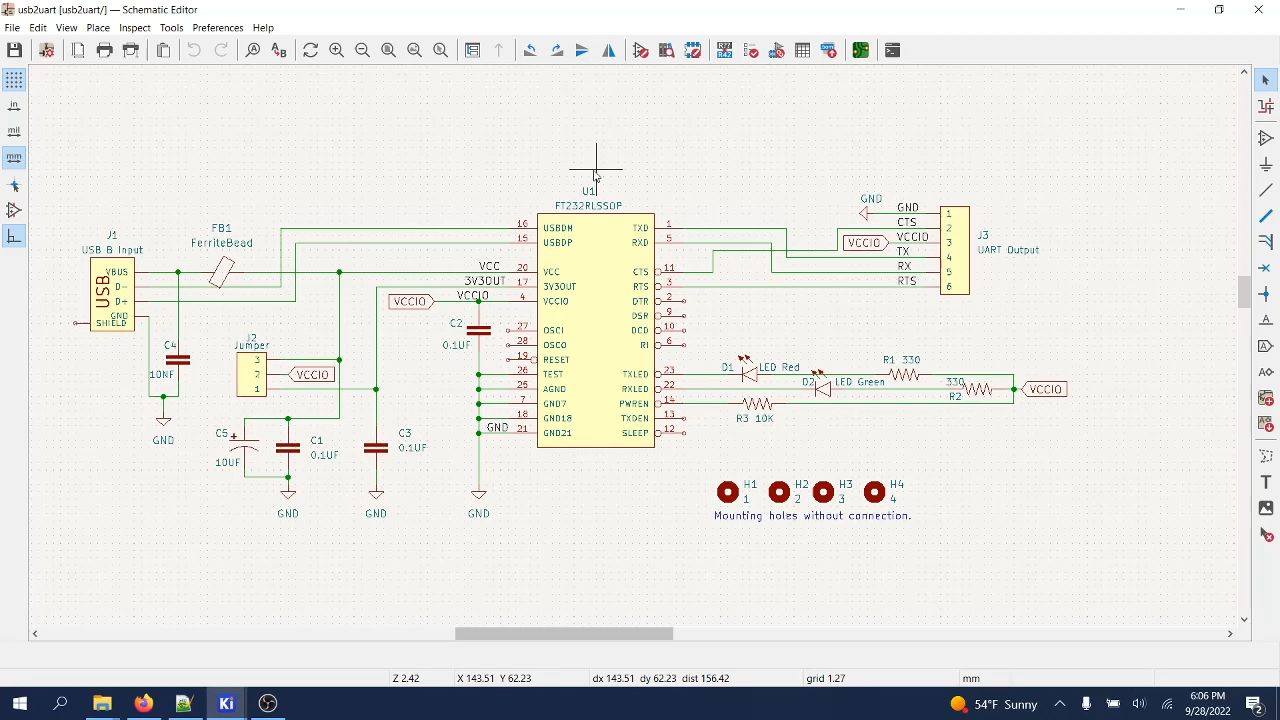 usb2uart [usb2uart/] — Schematic Editor
File Edit View Place Inspect Tools Preferences Help
in
mil
mm
U1
FT232RLSSOP
16 USBDM
15 USBDP
VCC 20 VCC
3V3OUT 17 3V3OUT
VCCIO VCCIO 4 VCCIO
27 OSCI
28 OSCO
19 RESET
26 TEST
25 AGND
7 GND7
18 GND18
GND 21 GND21
TXD 1
RXD 5
CTS 11
RTS 3
DTR 2
DSR 9
DCD 10
RI 6
TXLED 23
RXLED 22
PWREN 14
TXDEN 13
SLEEP 12
J1
USB B Input
USB
VBUS
D-
D+
GND
SHIELD
FB1
FerriteBead
C4
10NF
GND
J2
Jumper
3
2 VCCIO
1
C5
10UF
C1
0.1UF
GND
C3
0.1UF
GND
C2
0.1UF
GND
GND
GND 1
CTS 2
VCCIO VCCIO 3
TX 4
RX 5
RTS 6
J3
UART Output
D1 LED Red R1 330
D2 LED Green 330
R2
VCCIO
R3 10K
H1
1
H2
2
H3
3
H4
4
Mounting holes without connection.
Z 2.42 X 143.51 Y 62.23 dx 143.51 dy 62.23 dist 156.42 grid 1.27 mm
54°F Sunny
6:06 PM
9/28/2022